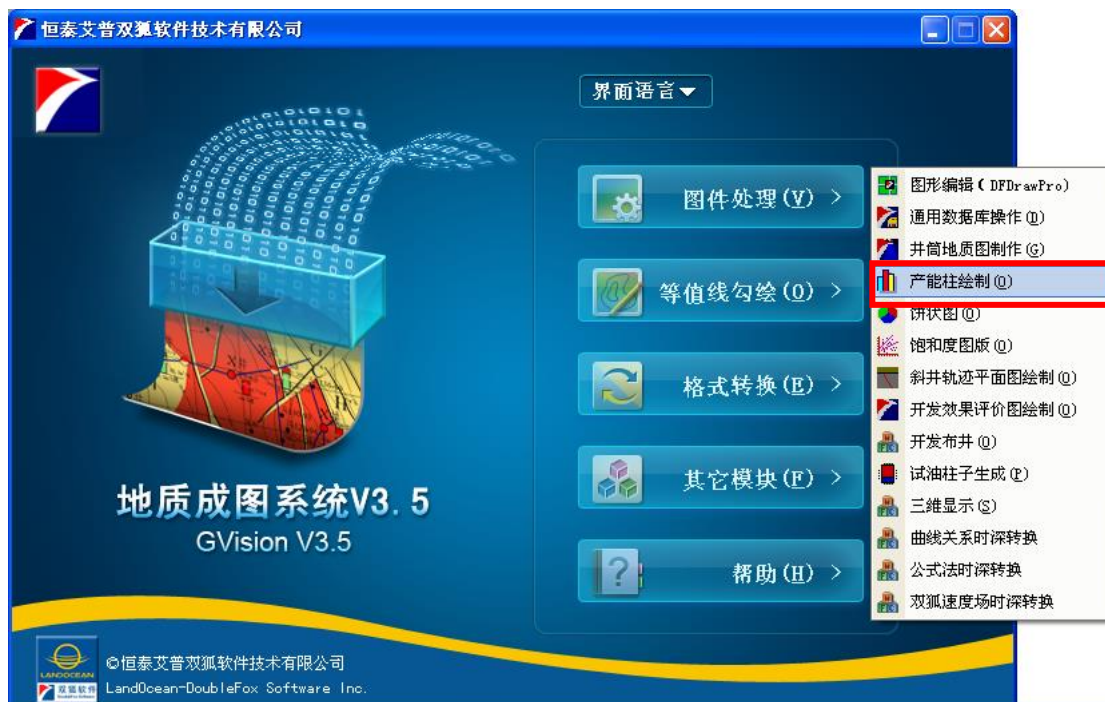 恒泰艾普双狐软件技术有限公司
界面语言
图件处理(V) >
等值线勾绘(O) >
格式转换(E) >
其它模块(F) >
帮助(H) >
图形编辑(DFDrawPro)
通用数据库操作(D)
井筒地质图制作(G)
产能柱绘制(Q)
饼状图(Q)
饱和度图版(Q)
斜井轨迹平面图绘制(Q)
开发效果评价图绘制(Q)
开发布井(Q)
试油柱子生成(P)
三维显示(S)
曲线关系时深转换
公式法时深转换
双狐速度场时深转换
地质成图系统V3.5
GVision V3.5
LANDOCEAN
双狐软件
©恒泰艾普双狐软件技术有限公司
LandOcean-DoubleFox Software Inc.